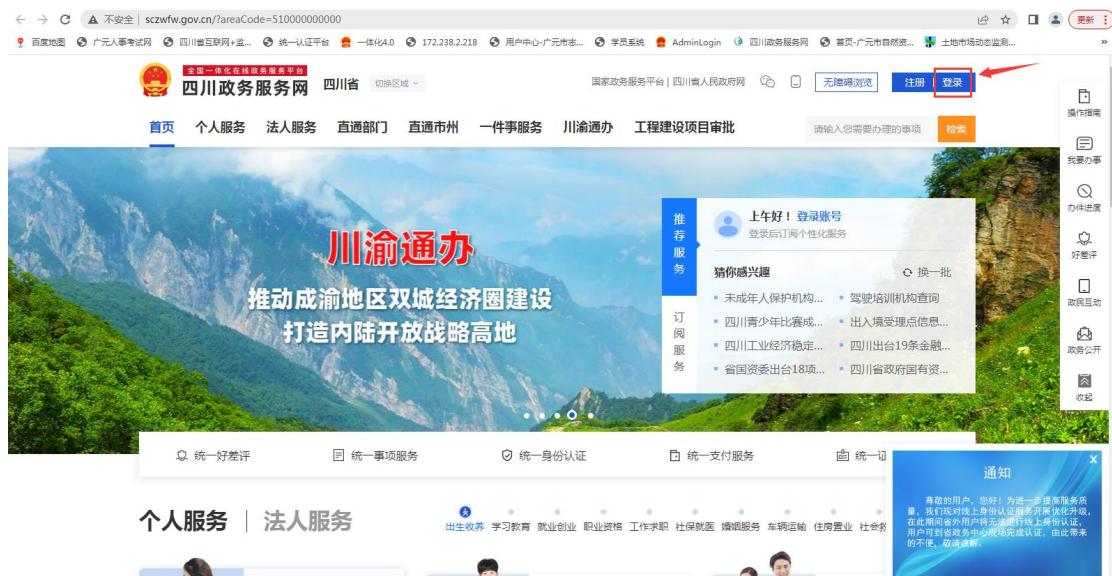 不安全 | sczwfw.gov.cn/?areaCode=510000000000
更新
百度地图 广元人事考试网 四川省互联网+监... 统一认证平台 一体化4.0 172.238.2.218 用户中心-广元市志... 学员系统 AdminLogin 四川政务服务网 首页-广元市自然资... 土地市场动态监测... »
全国一体化在线政务服务平台
四川政务服务网 四川省 切换区域
国家政务服务平台 | 四川省人民政府网 无障碍浏览 注册 登录
首页 个人服务 法人服务 直通部门 直通市州 一件事服务 川渝通办 工程建设项目审批 请输入您需要办理的事项 检索
操作指南
我要办事
办件进度
好差评
政民互动
政务公开
收起
川渝通办
推动成渝地区双城经济圈建设
打造内陆开放战略高地
推荐服务
订阅服务
上午好！ 登录账号
登录后订阅个性化服务
猜你感兴趣 换一批
未成年人保护机构... 驾驶培训机构查询
四川青少年比赛成... 出入境受理点信息...
四川工业经济稳定... 四川出台19条金融...
省国资委出台18项... 四川省政府国有资...
统一好差评 统一事项服务 统一身份认证 统一支付服务 统一证
个人服务 | 法人服务
出生收养 学习教育 就业创业 职业资格 工作求职 社保就医 婚姻服务 车辆运输 住房置业 社会救
通知
X
尊敬的用户，您好！为进一步提高服务质
量，我们现对线上身份认证服务开展优化升级，
在此期间省外用户将无法进行线上身份认证，
用户可到省政务中心现场完成认证，由此带来
的不便，敬请谅解。